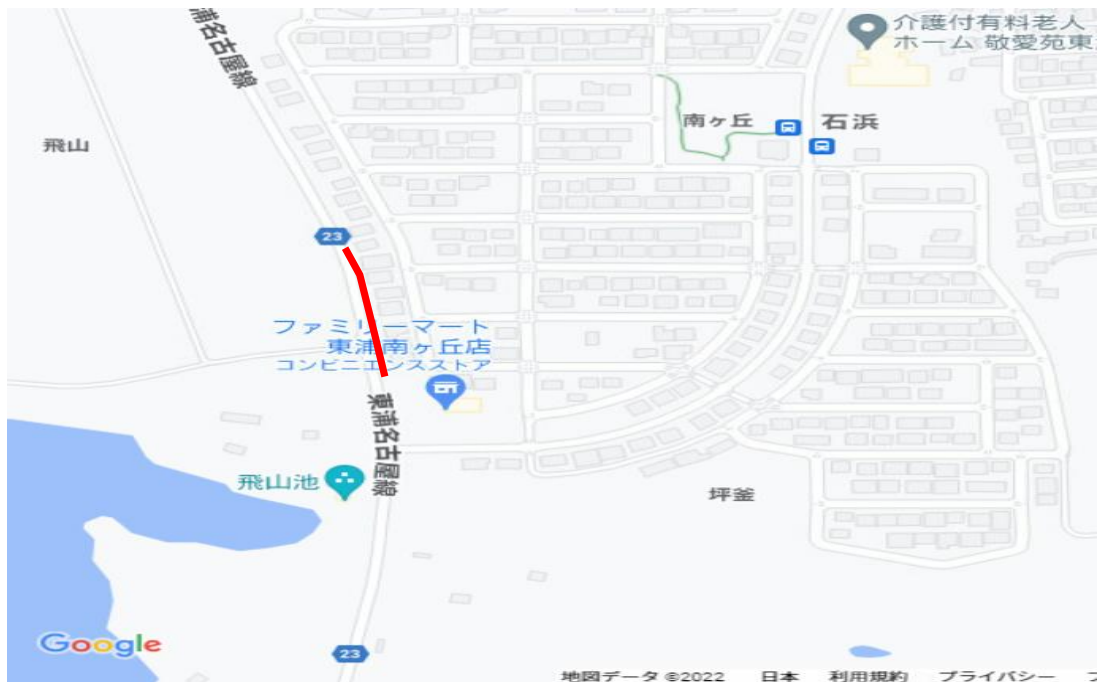 浦名古屋線
介護付有料老人
ホーム 敬愛苑東
南ヶ丘
石浜
飛山
23
ファミリーマート
東浦南ヶ丘店
コンビニエンスストア
東浦名古屋線
飛山池
坪釜
Google
23
地図データ ©2022 日本 利用規約 プライバシー